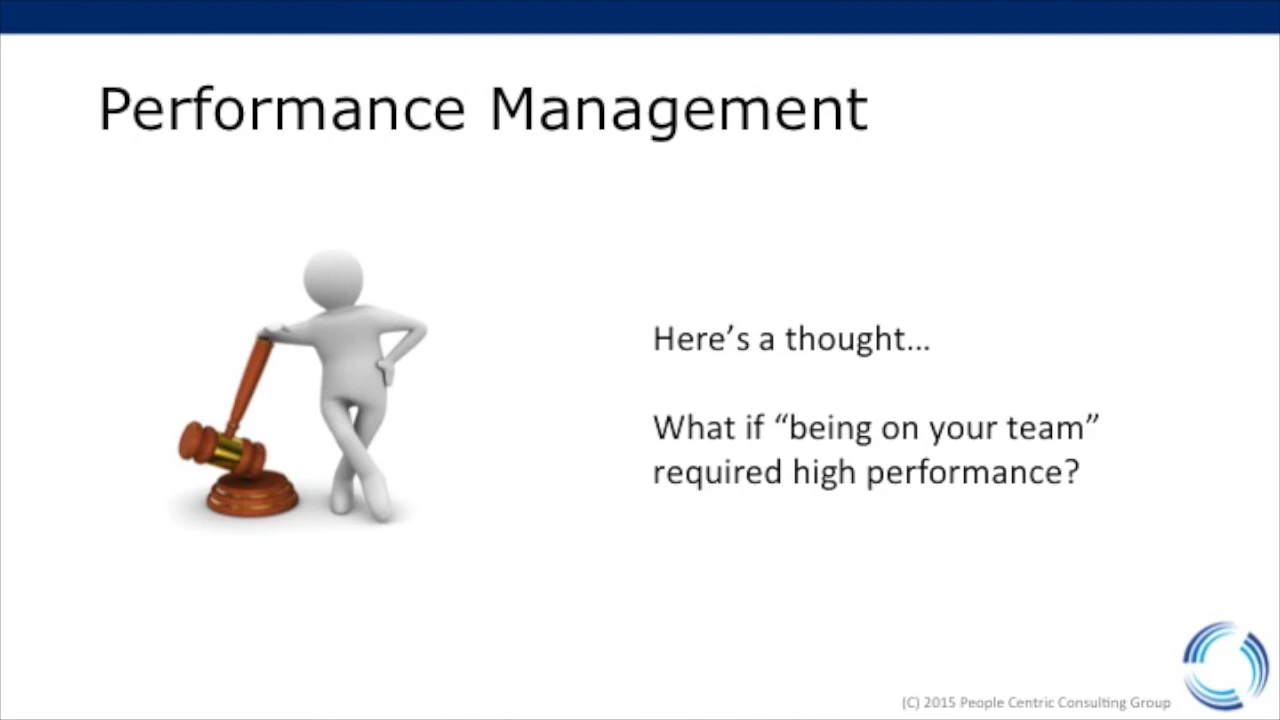 Performance Management
Here’s a thought...
What if “being on your team”
required high performance?
(C) 2015 People Centric Consulting Group